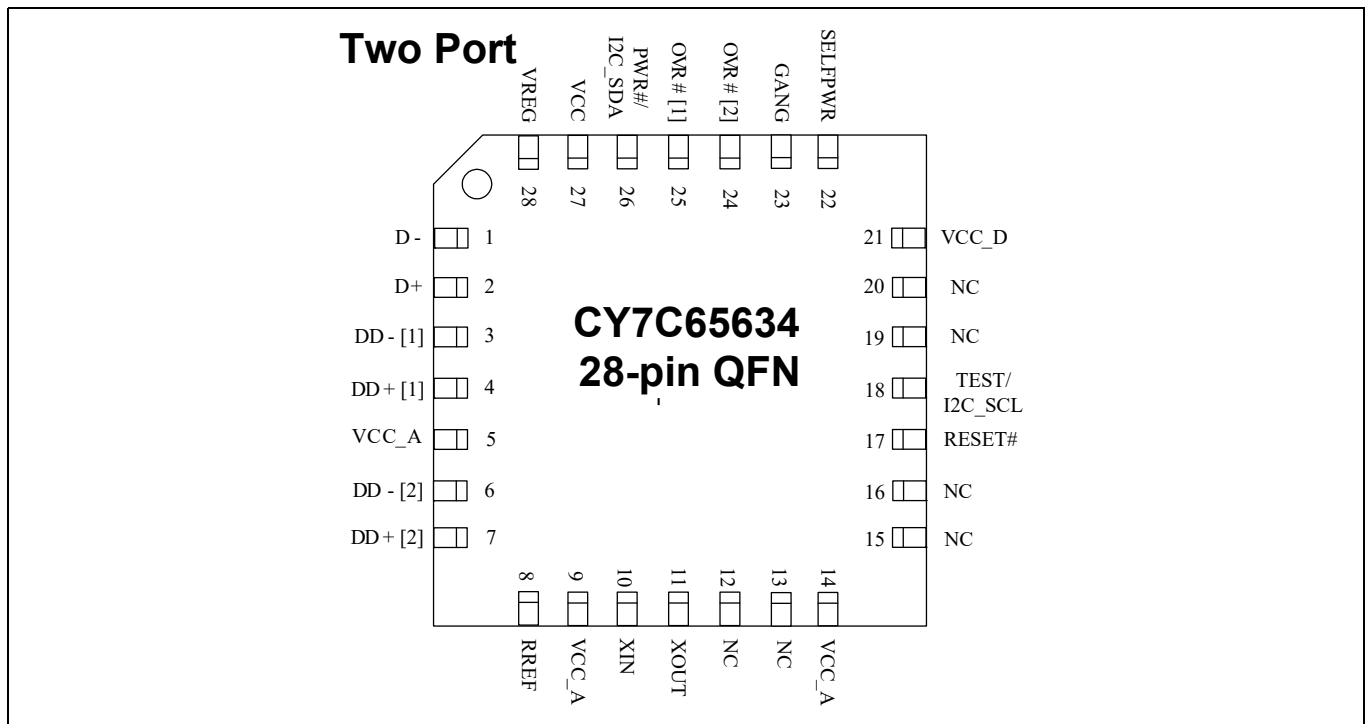 Two Port
VREG
VCC
PWR#/
I2C_SDA
OVR # [1]
OVR # [2]
GANG
SELFPWR
28
27
26
25
24
23
22
D - 1
D+ 2
DD - [1] 3
DD + [1] 4
VCC_A 5
DD - [2] 6
DD + [2] 7
CY7C65634
28-pin QFN
21 VCC_D
20 NC
19 NC
18 TEST/
I2C_SCL
17 RESET#
16 NC
15 NC
8
9
10
11
12
13
14
RREF
VCC_A
XIN
XOUT
NC
NC
VCC_A